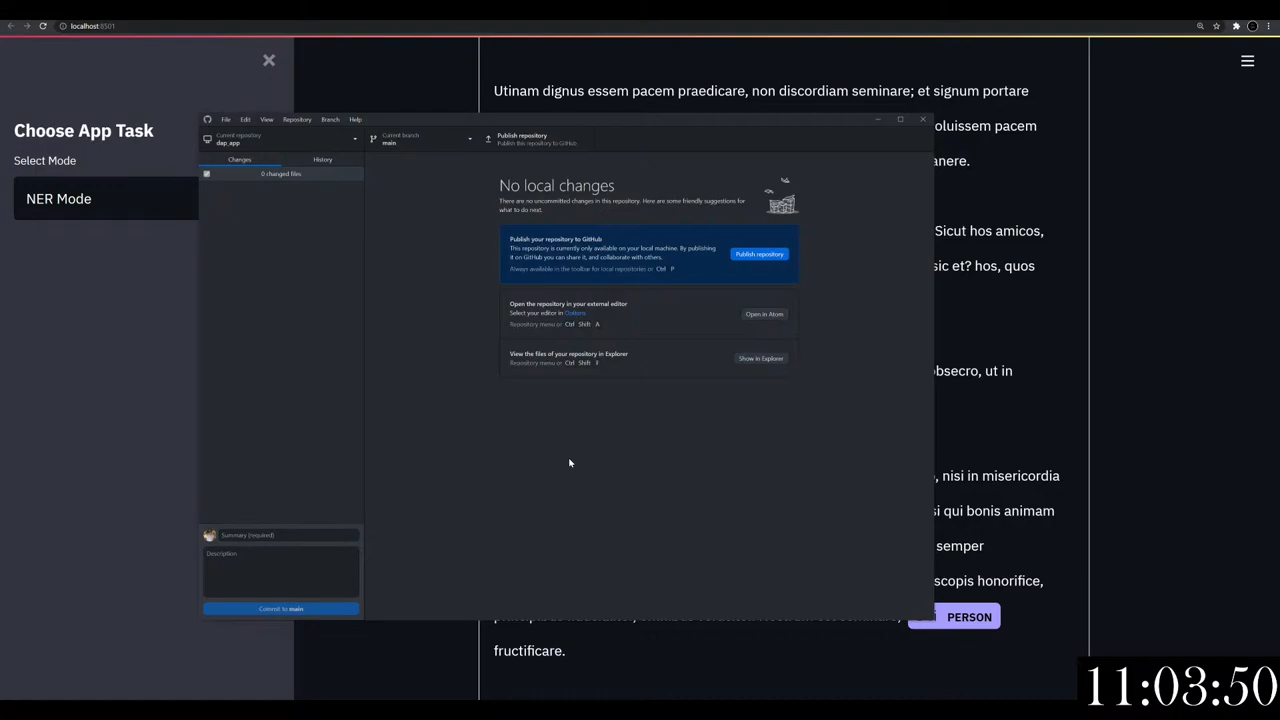 localhost:8501
Choose App Task
Select Mode
NER Mode
Utinam dignus essem pacem praedicare, non discordiam seminare; et signum portare
oluissem pacem
anere.
Sicut hos amicos,
sic et? hos, quos
obsecro, ut in
, nisi in misericordia
si qui bonis animam
semper
scopis honorifice,
PERSON
fructificare.
File Edit View Repository Branch Help
Current repository
dap_app
Current branch
main
Publish repository
Publish this repository to GitHub
Changes
History
0 changed files
No local changes
There are no uncommitted changes in this repository. Here are some friendly suggestions for
what to do next.
Publish your repository to GitHub
This repository is currently only available on your local machine. By publishing
it on GitHub you can share it, and collaborate with others.
Always available in the toolbar for local repositories or Ctrl P
Publish repository
Open the repository in your external editor
Select your editor in Options
Repository menu or Ctrl Shift A
Open in Atom
View the files of your repository in Explorer
Repository menu or Ctrl Shift F
Show in Explorer
Summary (required)
Description
Commit to main
11:03:50